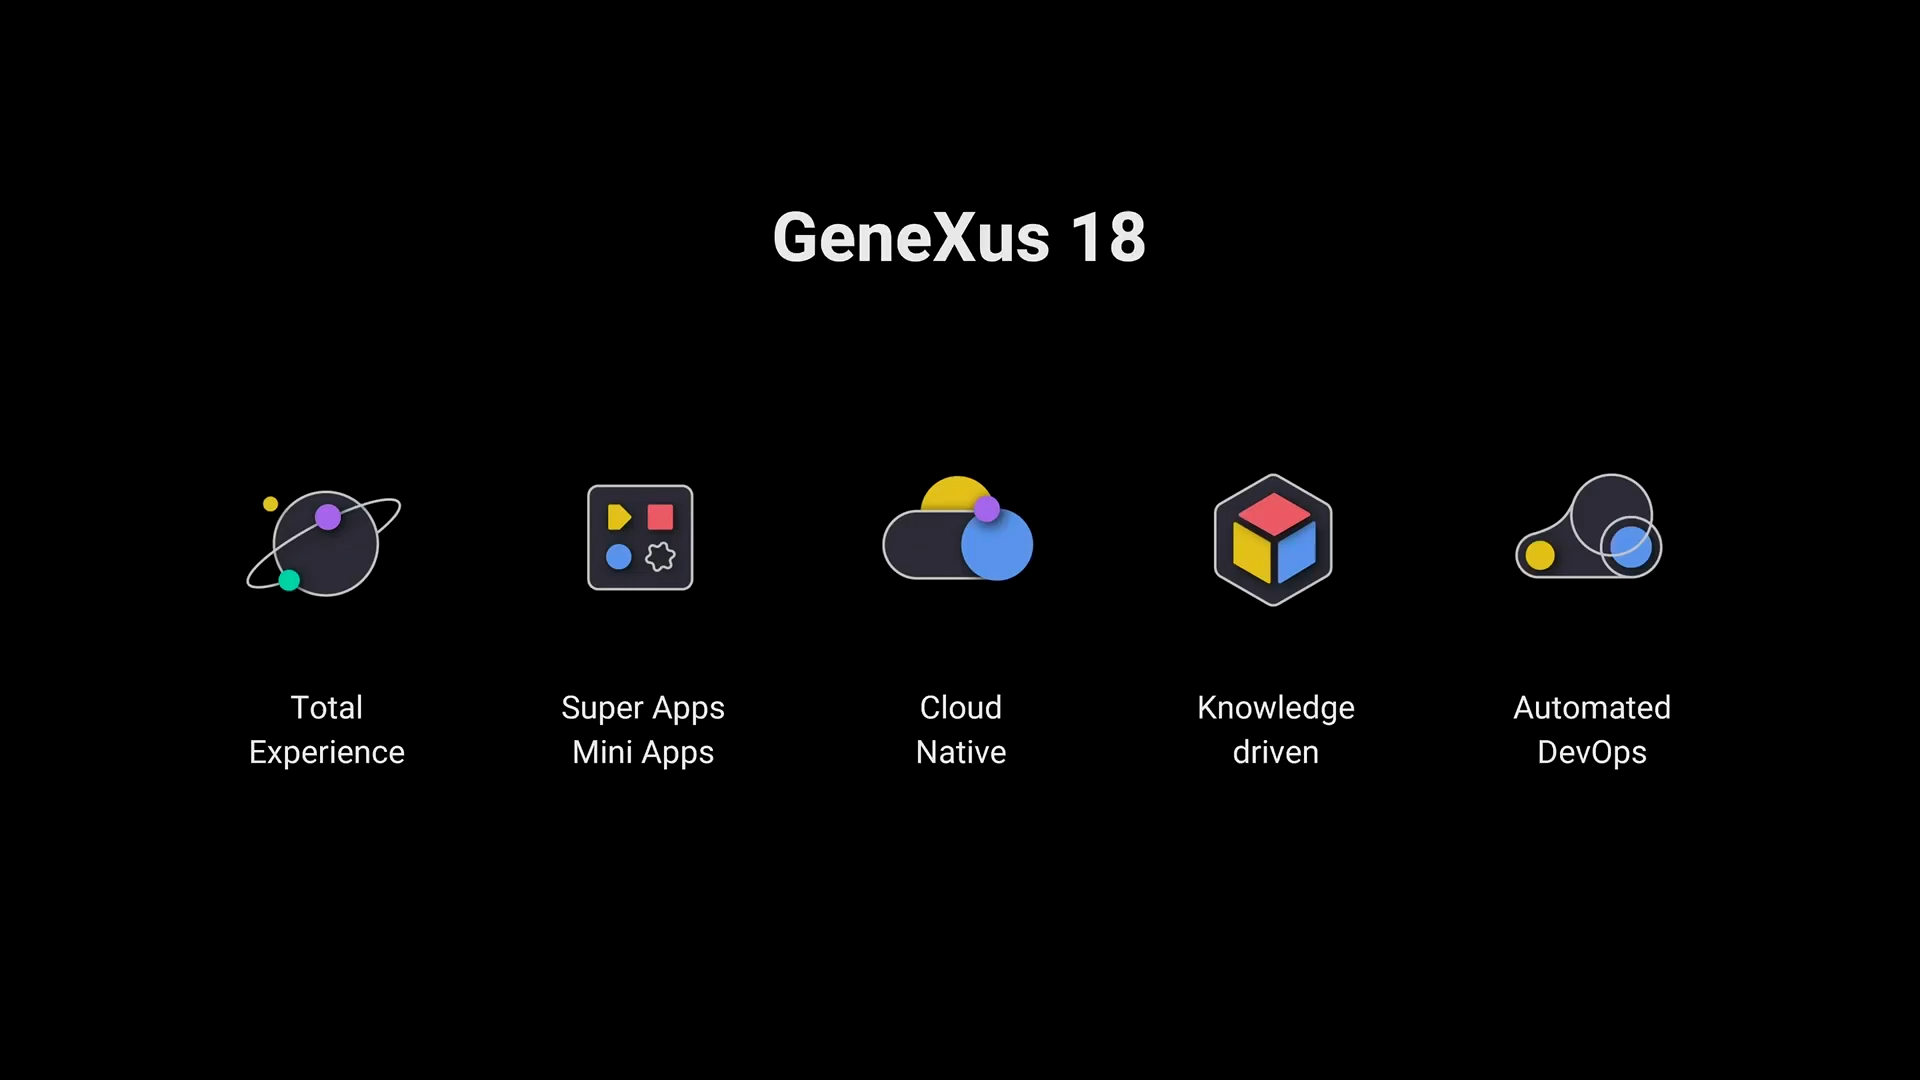 GeneXus 18
Total
Experience
Super Apps
Mini Apps
Cloud
Native
Knowledge
driven
Automated
DevOps